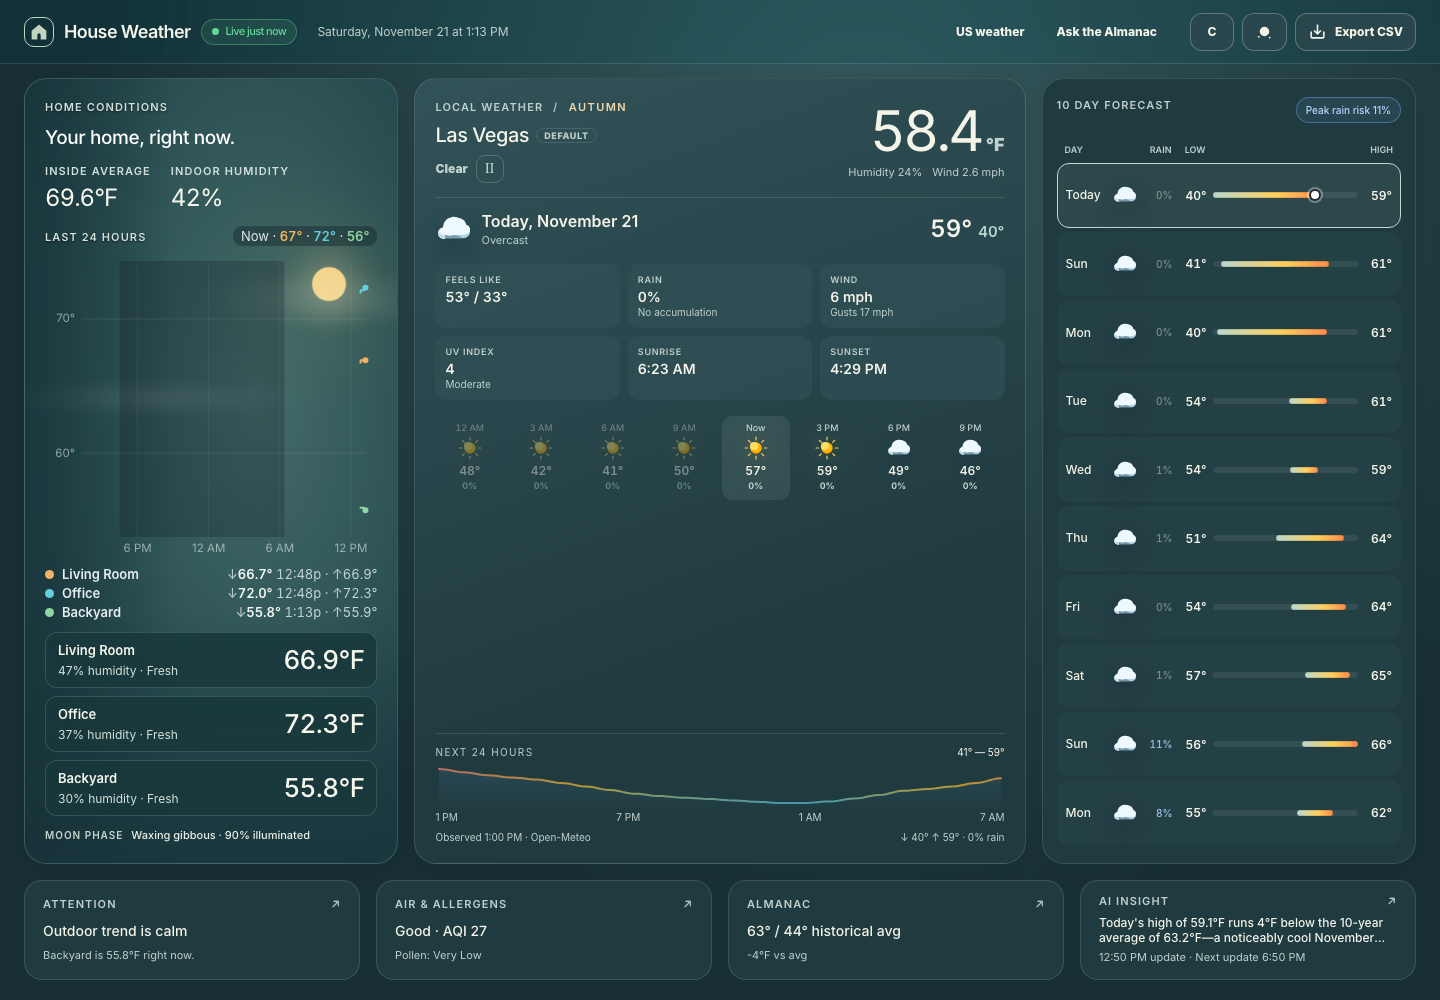 House Weather
Live just now
Saturday, November 21 at 1:13 PM
US weather
Ask the Almanac
C
Export CSV
HOME CONDITIONS
Your home, right now.
INSIDE AVERAGE INDOOR HUMIDITY
69.6°F 42%
LAST 24 HOURS
Now · 67° · 72° · 56°
70°
60°
6 PM 12 AM 6 AM 12 PM
Living Room ↓66.7° 12:48p · ↑66.9°
Office ↓72.0° 12:48p · ↑72.3°
Backyard ↓55.8° 1:13p · ↑55.9°
Living Room
47% humidity · Fresh
66.9°F
Office
37% humidity · Fresh
72.3°F
Backyard
30% humidity · Fresh
55.8°F
MOON PHASE Waxing gibbous · 90% illuminated
LOCAL WEATHER / AUTUMN
Las Vegas DEFAULT
Clear
58.4°F
Humidity 24% Wind 2.6 mph
Today, November 21
Overcast
59° 40°
FEELS LIKE
53° / 33°
RAIN
0%
No accumulation
WIND
6 mph
Gusts 17 mph
UV INDEX
4
Moderate
SUNRISE
6:23 AM
SUNSET
4:29 PM
12 AM 3 AM 6 AM 9 AM Now 3 PM 6 PM 9 PM
48° 42° 41° 50° 57° 59° 49° 46°
0% 0% 0% 0% 0% 0% 0% 0%
NEXT 24 HOURS 41° — 59°
1 PM 7 PM 1 AM 7 AM
Observed 1:00 PM · Open-Meteo ↓ 40° ↑ 59° · 0% rain
10 DAY FORECAST
Peak rain risk 11%
DAY RAIN LOW HIGH
Today 0% 40° 59°
Sun 0% 41° 61°
Mon 0% 40° 61°
Tue 0% 54° 61°
Wed 1% 54° 59°
Thu 1% 51° 64°
Fri 0% 54° 64°
Sat 1% 57° 65°
Sun 11% 56° 66°
Mon 8% 55° 62°
ATTENTION
Outdoor trend is calm
Backyard is 55.8°F right now.
AIR & ALLERGENS
Good · AQI 27
Pollen: Very Low
ALMANAC
63° / 44° historical avg
-4°F vs avg
AI INSIGHT
Today's high of 59.1°F runs 4°F below the 10-year
average of 63.2°F—a noticeably cool November...
12:50 PM update · Next update 6:50 PM